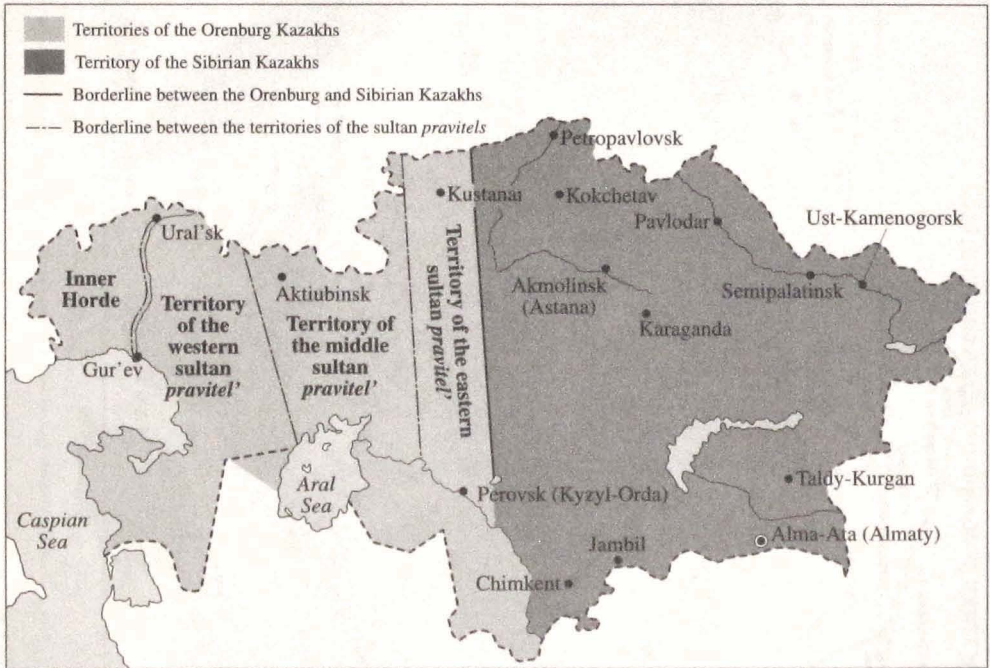 Territories of the Orenburg Kazakhs
Territory of the Sibirian Kazakhs
Borderline between the Orenburg and Sibirian Kazakhs
Borderline between the territories of the sultan pravitels
Petropavlovsk
Kustanai
Kokchetav
Pavlodar
Ust-Kamenogorsk
Ural'sk
Inner
Horde
Aktiubinsk
Akmolinsk
(Astana)
Semipalatinsk
Karaganda
Territory
of the
western
sultan
pravitel'
Territory of
the middle
sultan
pravitel'
Territory of the eastern
sultan pravitel'
Gur'ev
Aral
Sea
Perovsk (Kyzyl-Orda)
Taldy-Kurgan
Caspian
Sea
Jambil
Alma-Ata (Almaty)
Chimkent